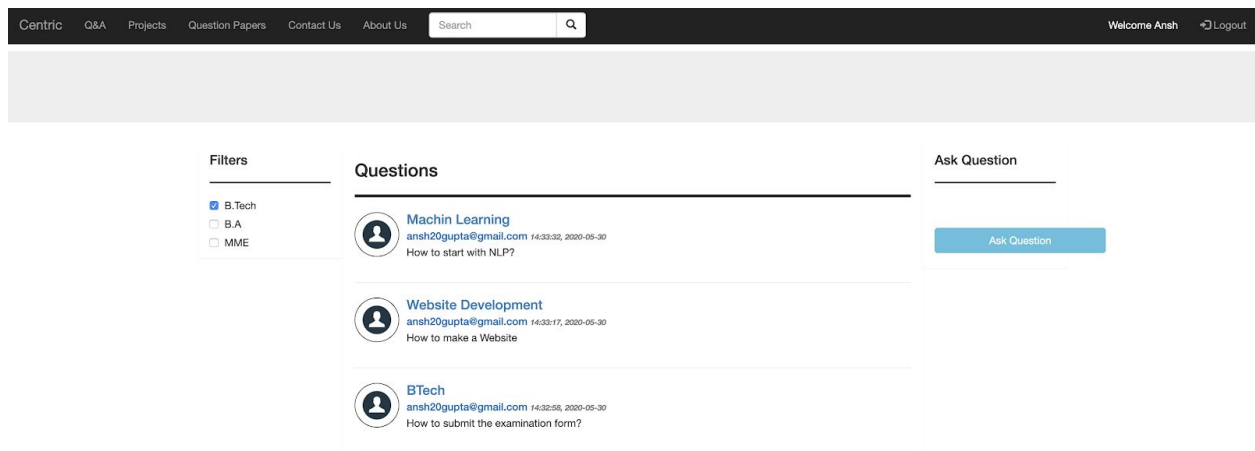 Centric Q&A Projects Question Papers Contact Us About Us Search Welcome Ansh Logout
Filters
B.Tech
B.A
MME
Questions
Machin Learning
ansh20gupta@gmail.com 14:33:32, 2020-05-30
How to start with NLP?
Website Development
ansh20gupta@gmail.com 14:33:17, 2020-05-30
How to make a Website
BTech
ansh20gupta@gmail.com 14:32:58, 2020-05-30
How to submit the examination form?
Ask Question
Ask Question